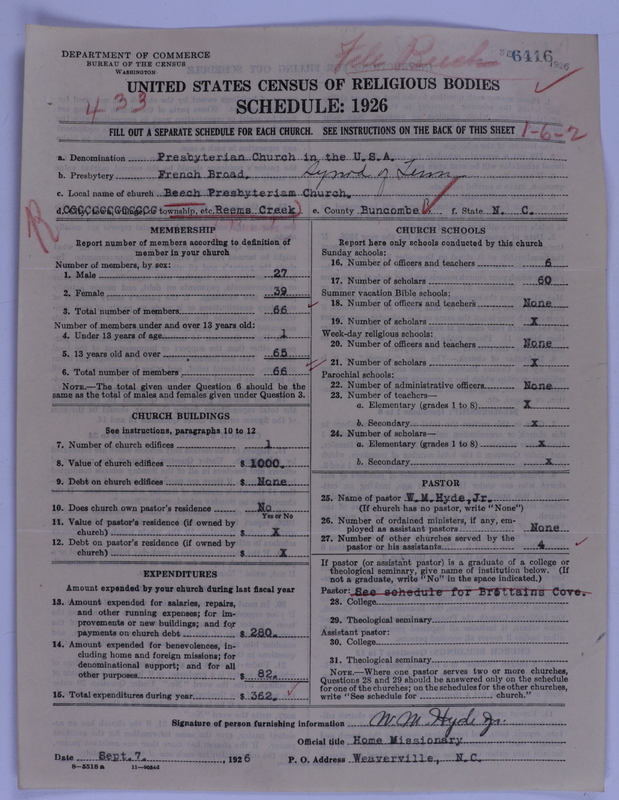 DEPARTMENT OF COMMERCE
BUREAU OF THE CENSUS
WASHINGTON
6416
433
UNITED STATES CENSUS OF RELIGIOUS BODIES
SCHEDULE: 1926
FILL OUT A SEPARATE SCHEDULE FOR EACH CHURCH. SEE INSTRUCTIONS ON THE BACK OF THIS SHEET
1-6-2
a. Denomination Presbyterian Church in the U.S.A.
b. Presbytery French Broad. Synod of Tenn
c. Local name of church Beech Presbyteriam Church.
d. township, etc. Reems Creek) e. County Buncombe f. State N. C.
R
MEMBERSHIP
Report number of members according to definition of
member in your church
Number of members, by sex:
1. Male 27
2. Female 39
3. Total number of members 66
Number of members under and over 13 years old:
4. Under 13 years of age 1
5. 13 years old and over 65
6. Total number of members 66
NOTE.—The total given under Question 6 should be
same as the total of males and females given under Question 3.
CHURCH BUILDINGS
See instructions, paragraphs 10 to 12
7. Number of church edifices 1
8. Value of church edifices $ 1000.
9. Debt on church edifices $ None
10. Does church own pastor's residence No
Yes or No
11. Value of pastor's residence (if owned by
church) $ X
12. Debt on pastor's residence (if owned by
church) $ X
EXPENDITURES
Amount expended by your church during last fiscal year
13. Amount expended for salaries, repairs,
and other running expenses; for im-
provements or new buildings; and for
payments on church debt $ 280.
14. Amount expended for benevolences, in-
cluding home and foreign missions; for
denominational support; and for all
other purposes $ 82.
15. Total expenditures during year $ 362.
CHURCH SCHOOLS
Report here only schools conducted by this church
Sunday schools:
16. Number of officers and teachers 6
17. Number of scholars 60
Summer vacation Bible schools:
18. Number of officers and teachers None
19. Number of scholars X
Week-day religious schools:
20. Number of officers and teachers None
21. Number of scholars X
Parochial schools:
22. Number of administrative officers None
23. Number of teachers—
a. Elementary (grades 1 to 8) X
b. Secondary X
24. Number of scholars—
a. Elementary (grades 1 to 8) X
b. Secondary X
PASTOR
25. Name of pastor W.M.Hyde,Jr.
(If church has no pastor, write "None")
26. Number of ordained ministers, if any, em-
ployed as assistant pastors None
27. Number of other churches served by the
pastor or his assistants 4
If pastor (or assistant pastor) is a graduate of a college or
theological seminary, give name of institution below. (If
not a graduate, write "No" in the space indicated.)
Pastor: See schedule for Brittains Cove.
28. College
29. Theological seminary
Assistant pastor:
30. College
31. Theological seminary
NOTE.—Where one pastor serves two or more churches,
Questions 28 and 29 should be answered only on the schedule
for one of the churches; on the schedules for the other churches,
write "See schedule for church."
Signature of person furnishing information W. M. Hyde Jr.
Official title Home Missionary
Date Sept. 7. , 1926 P. O. Address Weaverville, N.C.